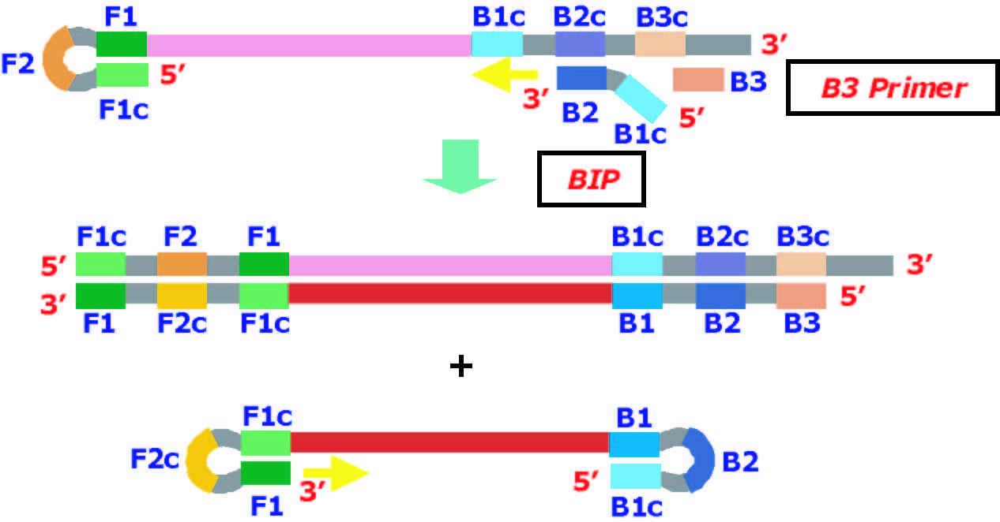 F1 B1c B2c B3c
3′
F2
5′
3′
B3
B3 Primer
F1c
B2
5′
B1c
BIP
F1c F2 F1 B1c B2c B3c
5′ 3′
3′ 5′
F1 F2c F1c B1 B2 B3
+
F1c B1
F2c B2
3′ 5′
F1 B1c